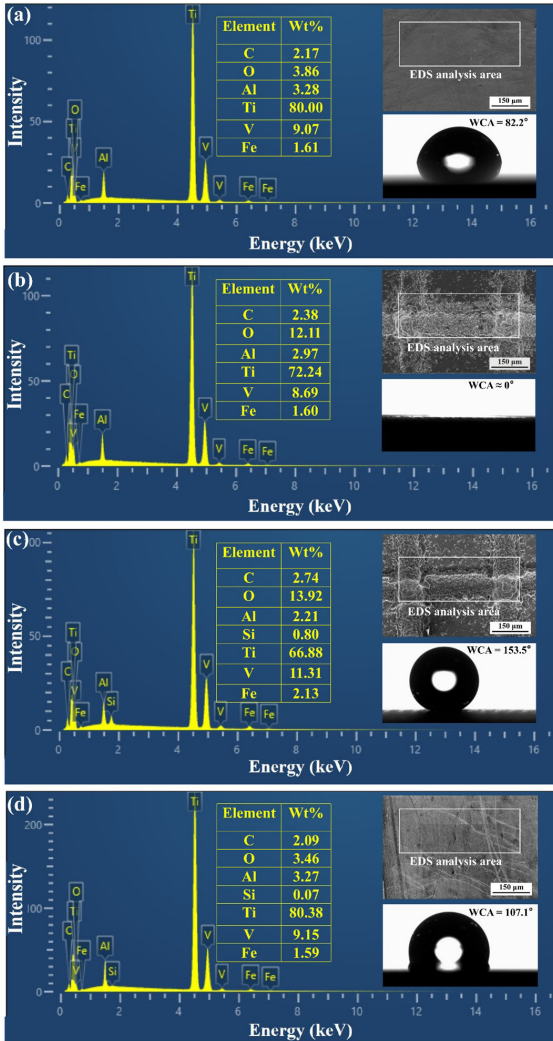 (a)
Intensity
100
50
0
O
Ti
V
C
Fe
Al
Ti
V
V
Fe
Fe
0 2 4 6 8 10 12 14 16
Energy (keV)
Element Wt%
C 2.17
O 3.86
Al 3.28
Ti 80.00
V 9.07
Fe 1.61
EDS analysis area
150 µm
WCA = 82.2°
(b)
Intensity
100
50
0
Ti
O
C
Fe
V
Al
Ti
V
V
Fe
Fe
0 2 4 6 8 10 12 14 16
Energy (keV)
Element Wt%
C 2.38
O 12.11
Al 2.97
Ti 72.24
V 8.69
Fe 1.60
EDS analysis area
150 µm
WCA ≈ 0°
(c)
Intensity
100
50
0
Ti
O
C
V
Fe
Al
Si
Ti
V
V
Fe
Fe
0 2 4 6 8 10 12 14 16
Energy (keV)
Element Wt%
C 2.74
O 13.92
Al 2.21
Si 0.80
Ti 66.88
V 11.31
Fe 2.13
EDS analysis area
150 µm
WCA = 153.5°
(d)
Intensity
200
100
0
O
Ti
C
Fe
V
Al
Si
Ti
V
V
Fe
Fe
0 2 4 6 8 10 12 14 16
Energy (keV)
Element Wt%
C 2.09
O 3.46
Al 3.27
Si 0.07
Ti 80.38
V 9.15
Fe 1.59
EDS analysis area
150 µm
WCA = 107.1°